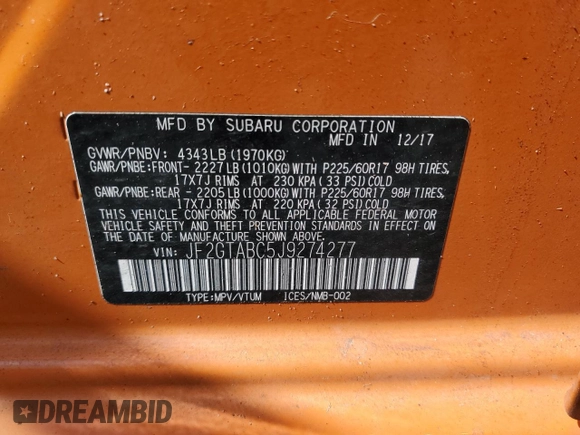 MFD BY SUBARU CORPORATION
MFD IN 12/17
GVWR/PNBV: 4343LB(1970KG)
GAWR/PNBE:FRONT- 2227LB(1010KG)WITH P225/60R17 98H TIRES,
17X7J RIMS AT 230 KPA(33 PSI)COLD
GAWR/PNBE:REAR - 2205LB(1000KG)WITH P225/60R17 98H TIRES,
17X7J RIMS AT 220 KPA(32 PSI)COLD
THIS VEHICLE CONFORMS TO ALL APPLICABLE FEDERAL MOTOR
VEHICLE SAFETY AND THEFT PREVENTION STANDARDS IN EFFECT ON THE
DATE OF MANUFACTURE SHOWN ABOVE.
VIN: JF2GTABC5J9274277
TYPE:MPV/VTUM ICES/NMB-002
DREAMBID